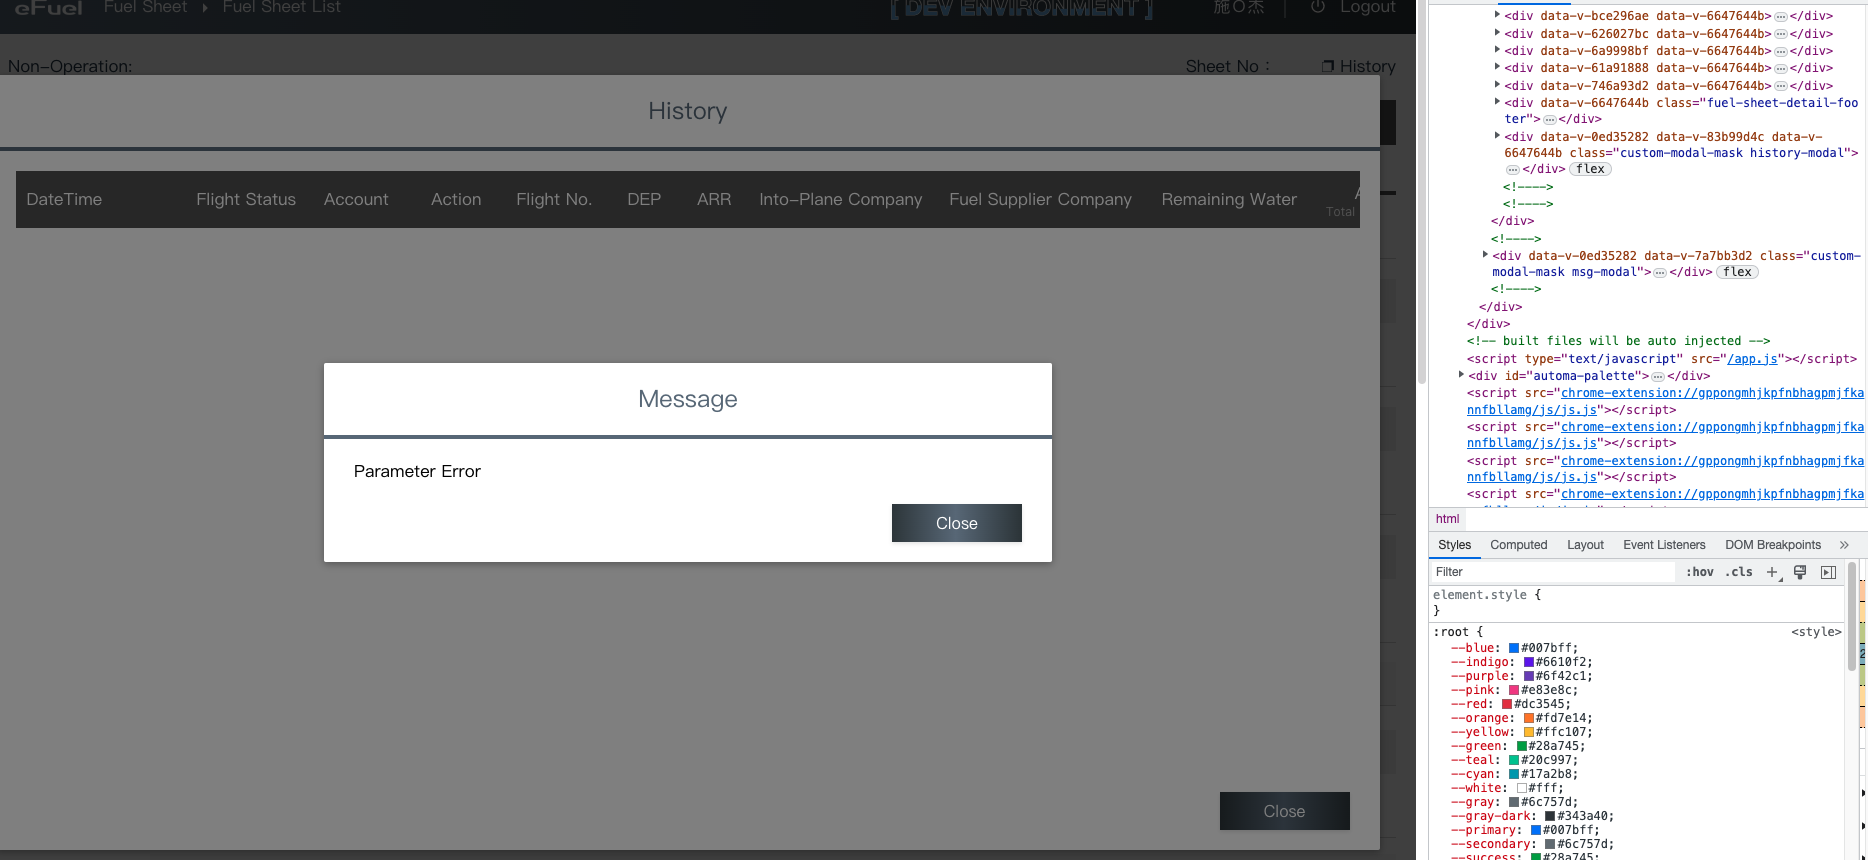 eFuel Fuel Sheet Fuel Sheet List [ DEV ENVIRONMENT ] 施O杰 Logout
Non-Operation: Sheet No : History
History
DateTime Flight Status Account Action Flight No. DEP ARR Into-Plane Company Fuel Supplier Company Remaining Water A
Total
Message
Parameter Error
Close
Close
<div data-v-bce296ae data-v-6647644b>…</div>
<div data-v-626027bc data-v-6647644b>…</div>
<div data-v-6a9998bf data-v-6647644b>…</div>
<div data-v-61a91888 data-v-6647644b>…</div>
<div data-v-746a93d2 data-v-6647644b>…</div>
<div data-v-6647644b class="fuel-sheet-detail-foo
ter">…</div>
<div data-v-0ed35282 data-v-83b99d4c data-v-
6647644b class="custom-modal-mask history-modal">
…</div> flex
<!---->
<!---->
</div>
<!---->
<div data-v-0ed35282 data-v-7a7bb3d2 class="custom-
modal-mask msg-modal">…</div> flex
<!---->
</div>
</div>
<!-- built files will be auto injected -->
<script type="text/javascript" src="/app.js"></script>
<div id="automa-palette">…</div>
<script src="chrome-extension://gppongmhjkpfnbhagpmjfka
nnfbllamg/js/js.js"></script>
<script src="chrome-extension://gppongmhjkpfnbhagpmjfka
nnfbllamg/js/js.js"></script>
<script src="chrome-extension://gppongmhjkpfnbhagpmjfka
nnfbllamg/js/js.js"></script>
<script src="chrome-extension://gppongmhjkpfnbhagpmjfka
html
Styles Computed Layout Event Listeners DOM Breakpoints »
Filter :hov .cls +
element.style {
}
:root { <style>
--blue: #007bff;
--indigo: #6610f2;
--purple: #6f42c1;
--pink: #e83e8c;
--red: #dc3545;
--orange: #fd7e14;
--yellow: #ffc107;
--green: #28a745;
--teal: #20c997;
--cyan: #17a2b8;
--white: #fff;
--gray: #6c757d;
--gray-dark: #343a40;
--primary: #007bff;
--secondary: #6c757d;
--success: #28a745;